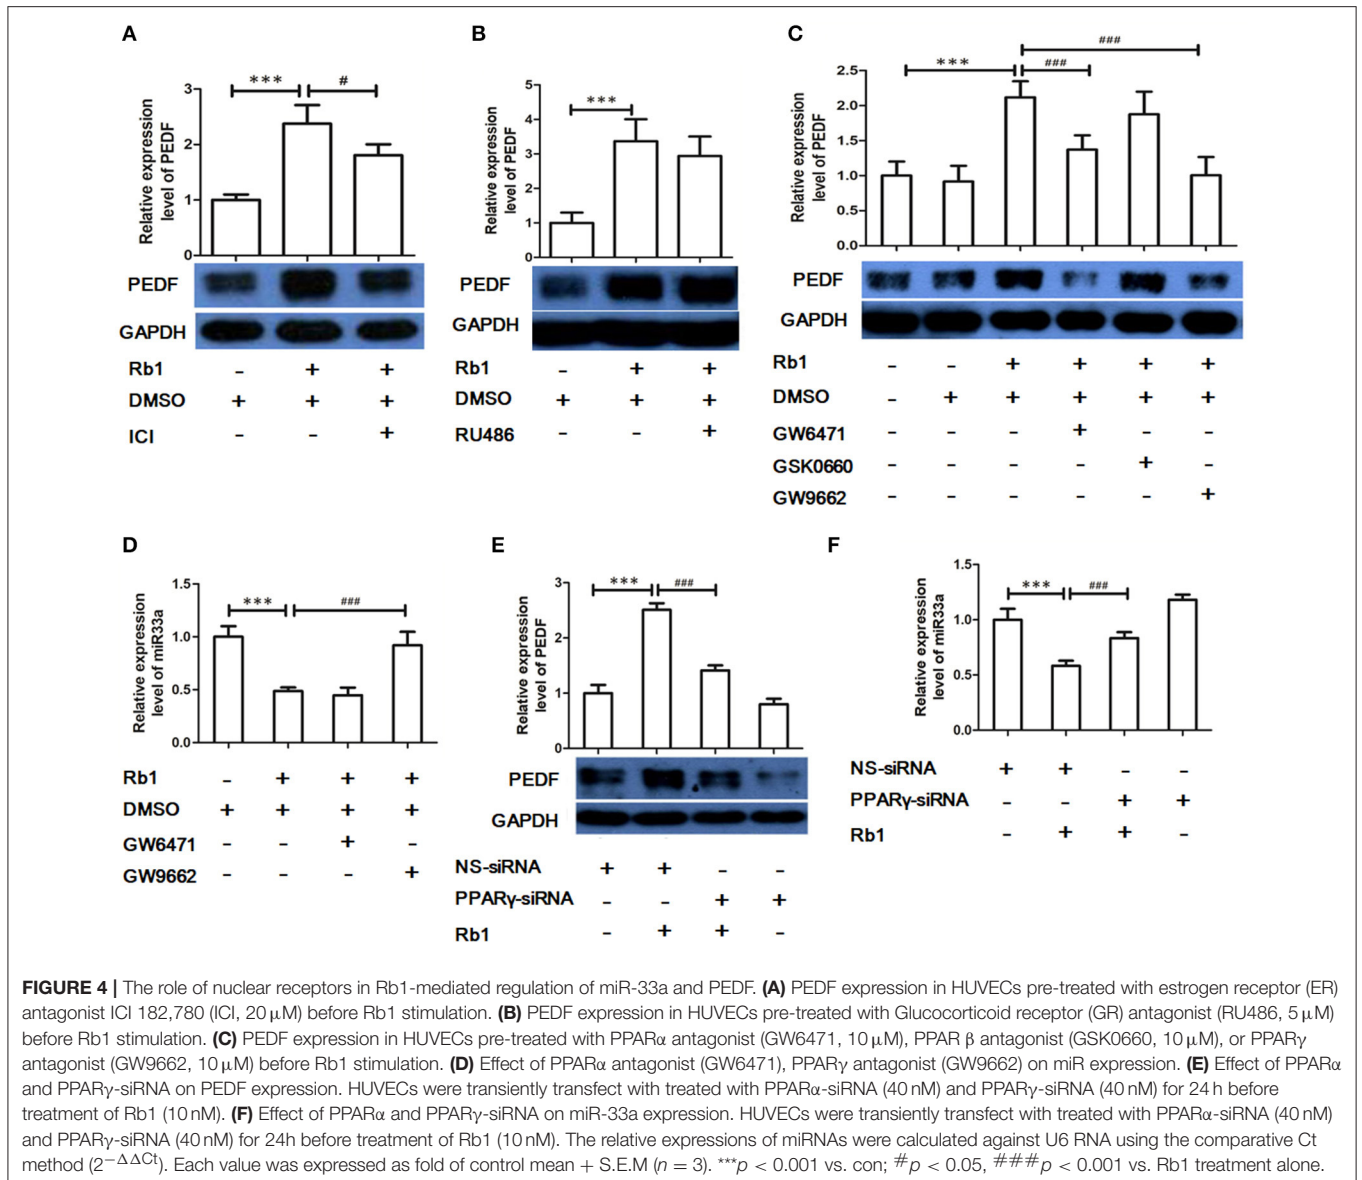 A
Relative expression
level of PEDF
3
2
1
0
***
#
PEDF
GAPDH
Rb1 - + +
DMSO + + +
ICI - - +
B
Relative expression
level of PEDF
5
4
3
2
1
0
***
PEDF
GAPDH
Rb1 - + +
DMSO + + +
RU486 - - +
C
Relative expression
level of PEDF
2.5
2.0
1.5
1.0
0.5
0.0
***
###
###
PEDF
GAPDH
Rb1 - - + + + +
DMSO - + + + + +
GW6471 - - - + - -
GSK0660 - - - - + -
GW9662 - - - - - +
D
Relative expression
level of miR33a
1.5
1.0
0.5
0.0
***
###
Rb1 - + + +
DMSO + + + +
GW6471 - - + -
GW9662 - - - +
E
Relative expression
level of PEDF
3
2
1
0
***
###
PEDF
GAPDH
NS-siRNA + + - -
PPARγ-siRNA - - + +
Rb1 - + + -
F
Relative expression
level of miR33a
1.5
1.0
0.5
0.0
***
###
NS-siRNA + + - -
PPARγ-siRNA - - + +
Rb1 - + + -
FIGURE 4 | The role of nuclear receptors in Rb1-mediated regulation of miR-33a and PEDF. (A) PEDF expression in HUVECs pre-treated with estrogen receptor (ER)
antagonist ICI 182,780 (ICI, 20 μM) before Rb1 stimulation. (B) PEDF expression in HUVECs pre-treated with Glucocorticoid receptor (GR) antagonist (RU486, 5 μM)
before Rb1 stimulation. (C) PEDF expression in HUVECs pre-treated with PPARα antagonist (GW6471, 10 μM), PPAR β antagonist (GSK0660, 10 μM), or PPARγ
antagonist (GW9662, 10 μM) before Rb1 stimulation. (D) Effect of PPARα antagonist (GW6471), PPARγ antagonist (GW9662) on miR expression. (E) Effect of PPARα
and PPARγ-siRNA on PEDF expression. HUVECs were transiently transfect with treated with PPARα-siRNA (40 nM) and PPARγ-siRNA (40 nM) for 24 h before
treatment of Rb1 (10 nM). (F) Effect of PPARα and PPARγ-siRNA on miR-33a expression. HUVECs were transiently transfect with treated with PPARα-siRNA (40 nM)
and PPARγ-siRNA (40 nM) for 24h before treatment of Rb1 (10 nM). The relative expressions of miRNAs were calculated against U6 RNA using the comparative Ct
method (2−ΔΔCt). Each value was expressed as fold of control mean + S.E.M (n = 3). ***p < 0.001 vs. con; #p < 0.05, ###p < 0.001 vs. Rb1 treatment alone.